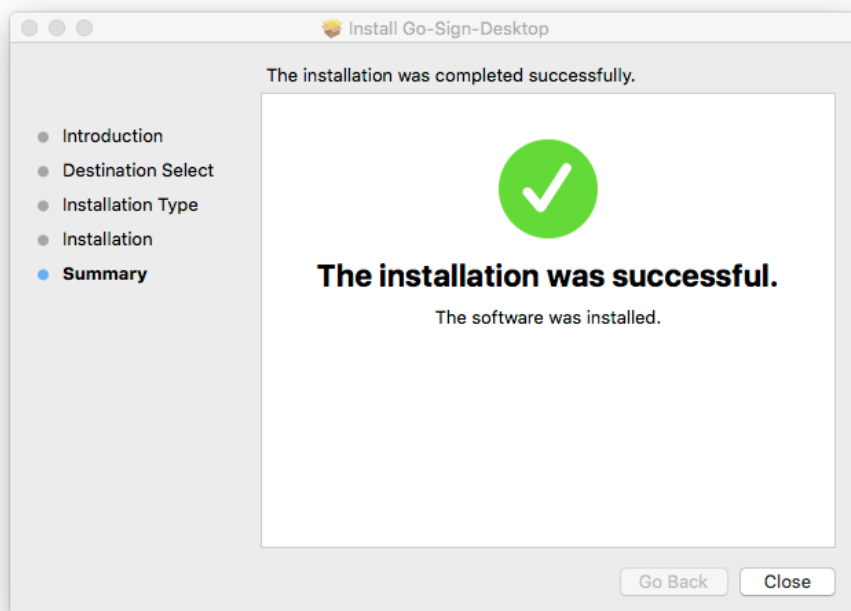 Install Go-Sign-Desktop
The installation was completed successfully.
Introduction
Destination Select
Installation Type
Installation
Summary
The installation was successful.
The software was installed.
Go Back
Close